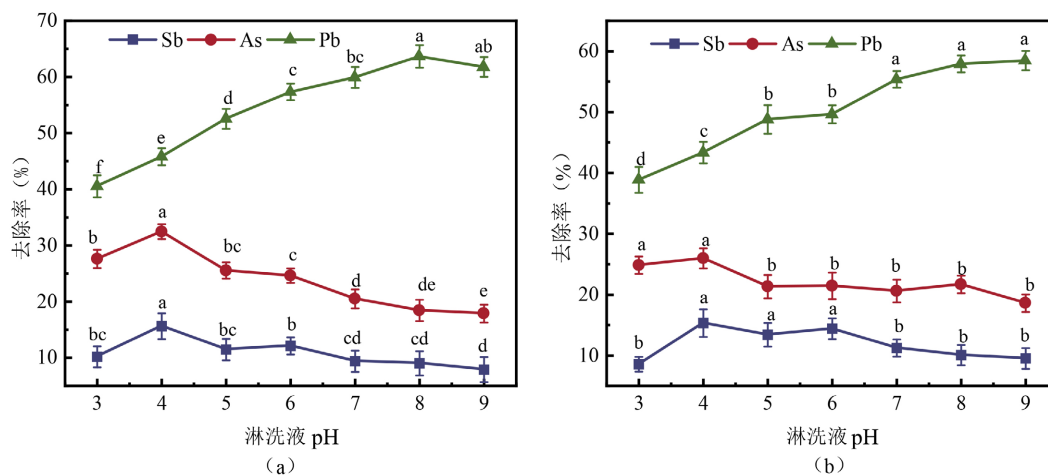 (a)
70
60
50
40
30
20
10
去除率（%）
Sb As Pb
f e d c bc a ab
b a bc c d de e
bc a bc b cd cd d
3 4 5 6 7 8 9
淋洗液 pH
（a）
(b)
60
50
40
30
20
10
去除率（%）
Sb As Pb
d c b b a a a
a a b b b b b
b a a a b b b
3 4 5 6 7 8 9
淋洗液 pH
（b）